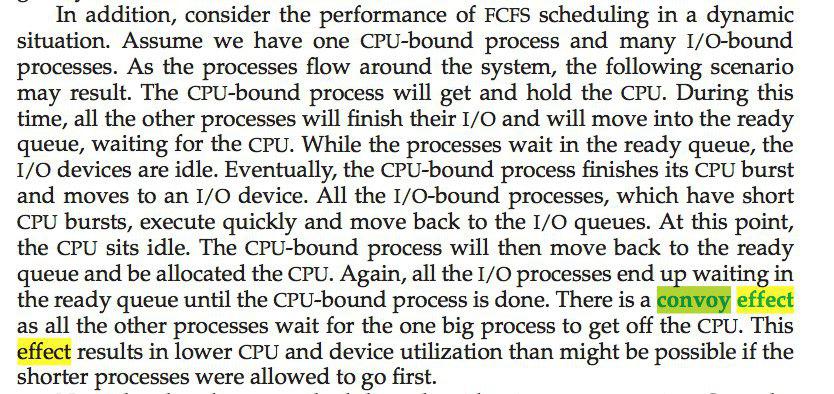 In addition, consider the performance of FCFS scheduling in a dynamic
situation. Assume we have one CPU-bound process and many I/O-bound
processes. As the processes flow around the system, the following scenario
may result. The CPU-bound process will get and hold the CPU. During this
time, all the other processes will finish their I/O and will move into the ready
queue, waiting for the CPU. While the processes wait in the ready queue, the
I/O devices are idle. Eventually, the CPU-bound process finishes its CPU burst
and moves to an I/O device. All the I/O-bound processes, which have short
CPU bursts, execute quickly and move back to the I/O queues. At this point,
the CPU sits idle. The CPU-bound process will then move back to the ready
queue and be allocated the CPU. Again, all the I/O processes end up waiting in
the ready queue until the CPU-bound process is done. There is a convoy effect
as all the other processes wait for the one big process to get off the CPU. This
effect results in lower CPU and device utilization than might be possible if the
shorter processes were allowed to go first.